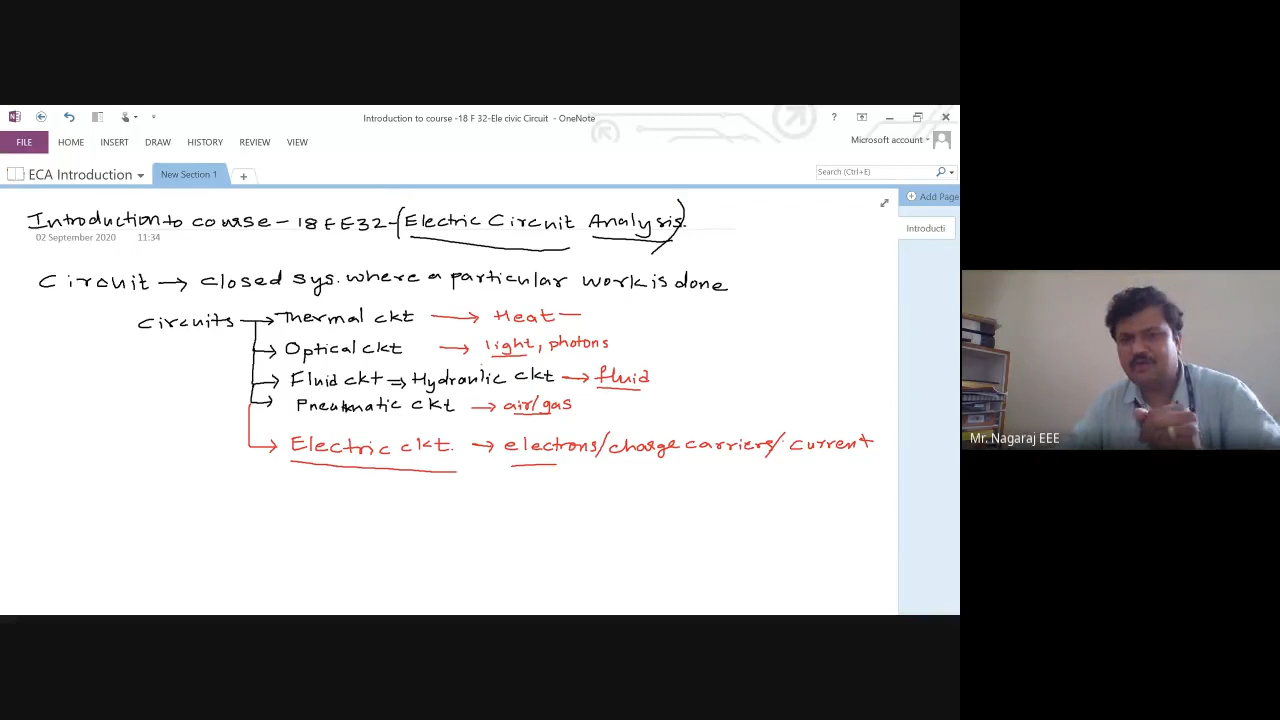 Introduction to course -18 F 32-Ele civic Circuit - OneNote
FILE HOME INSERT DRAW HISTORY REVIEW VIEW
Microsoft account
ECA Introduction
New Section 1
Search (Ctrl+E)
Add Page
Introducti
Introduction to course - 18EE32 - (Electric Circuit Analysis)
02 September 2020 11:34
Circuit → closed sys. where a particular work is done
Circuits → Thermal ckt → Heat —
→ Optical ckt → light, photons
→ Fluid ckt ⇒ Hydraulic ckt → fluid
→ Pneumatic ckt → air/gas
→ Electric ckt. → electrons/charge carriers/current
Mr. Nagaraj EEE